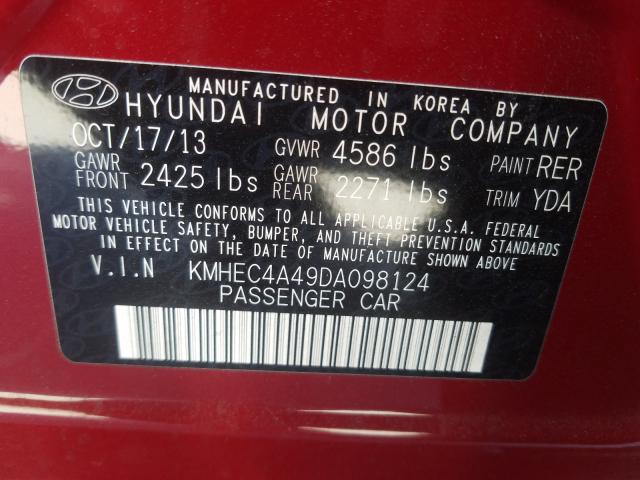 MANUFACTURED IN KOREA BY
HYUNDAI MOTOR COMPANY
OCT/17/13 GVWR 4586 lbs PAINT RER
GAWR FRONT 2425 lbs GAWR REAR 2271 lbs TRIM YDA
THIS VEHICLE CONFORMS TO ALL APPLICABLE U.S.A. FEDERAL
MOTOR VEHICLE SAFETY, BUMPER, AND THEFT PREVENTION STANDARDS
IN EFFECT ON THE DATE OF MANUFACTURE SHOWN ABOVE.
V.I.N KMHEC4A49DA098124
PASSENGER CAR